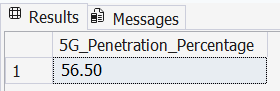 Results Messages
5G_Penetration_Percentage
1 56.50